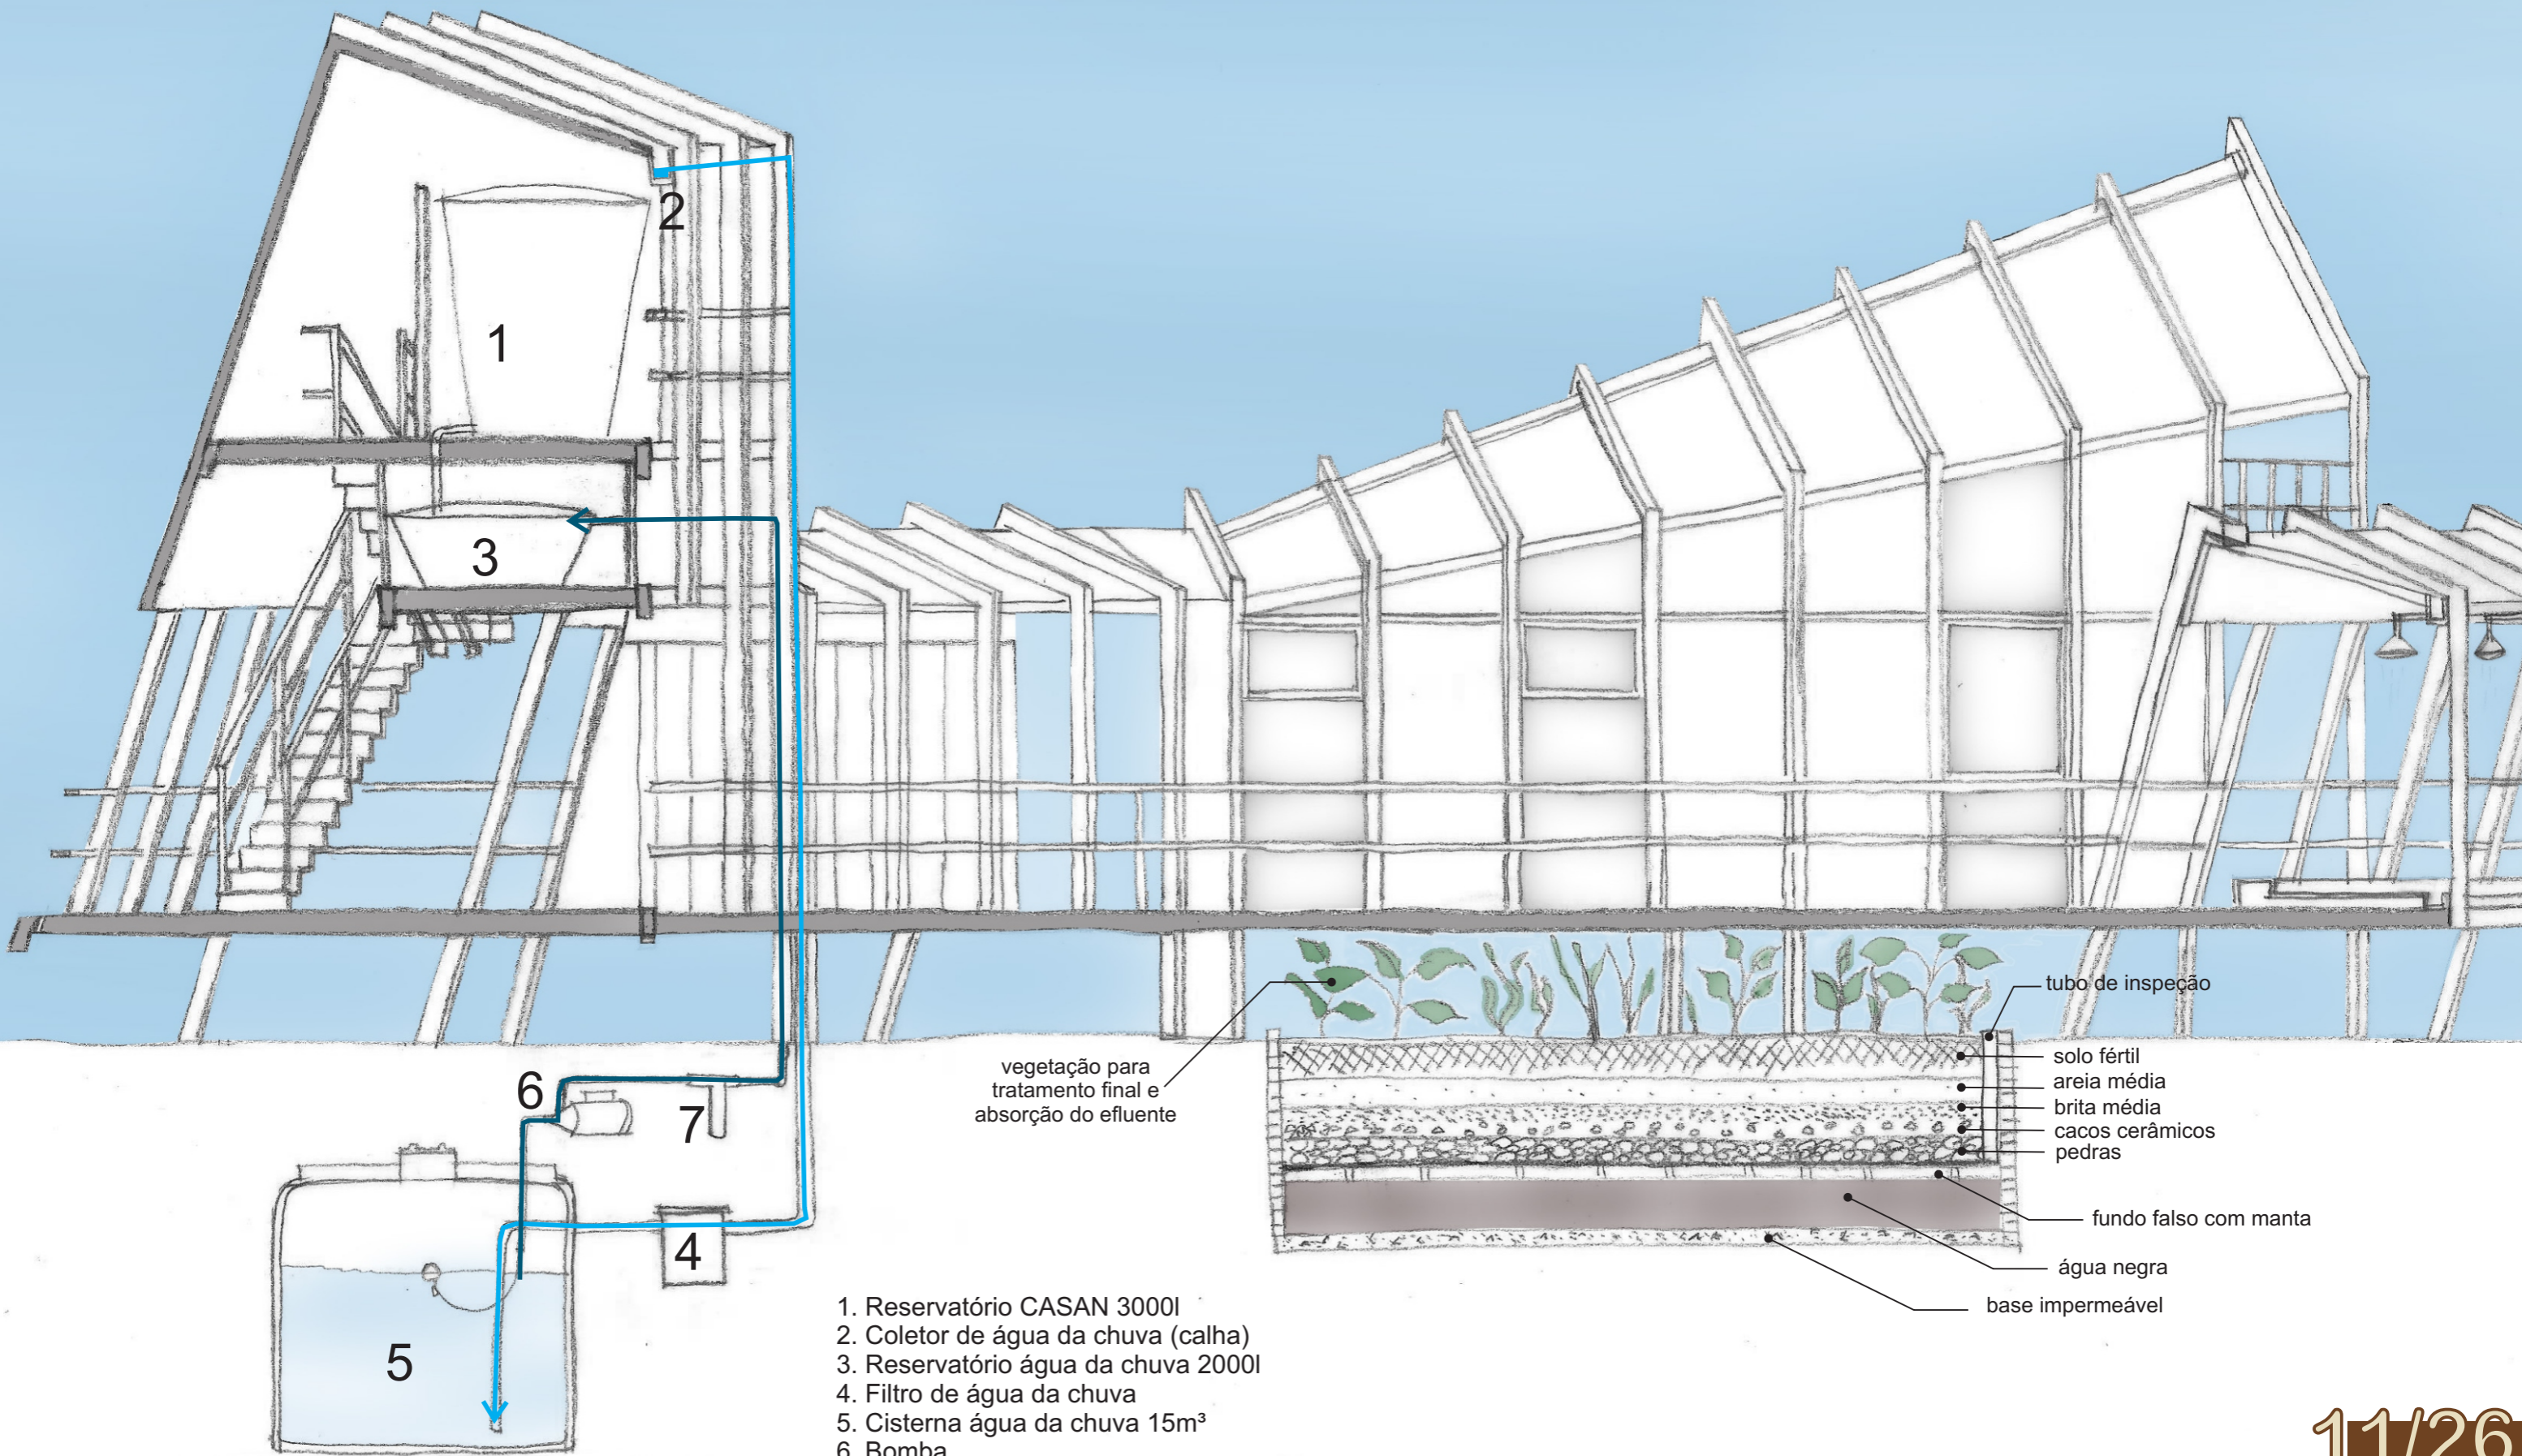 1
2
3
6
7
4
5
vegetação para
tratamento final e
absorção do efluente
tubo de inspeção
solo fértil
areia média
brita média
cacos cerâmicos
pedras
fundo falso com manta
água negra
base impermeável
1. Reservatório CASAN 3000l
2. Coletor de água da chuva (calha)
3. Reservatório água da chuva 2000l
4. Filtro de água da chuva
5. Cisterna água da chuva 15m³
6. Bomba
11/26